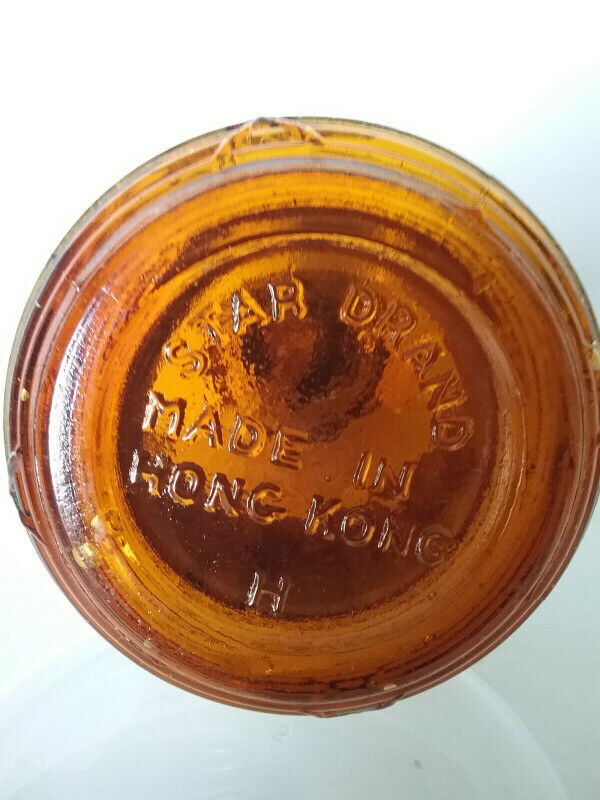 STAR BRAND
MADE IN
HONG KONG
H